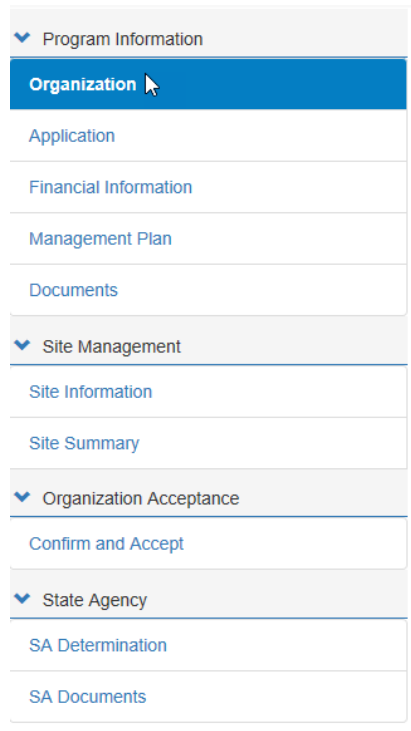 Program Information
Organization
Application
Financial Information
Management Plan
Documents
Site Management
Site Information
Site Summary
Organization Acceptance
Confirm and Accept
State Agency
SA Determination
SA Documents